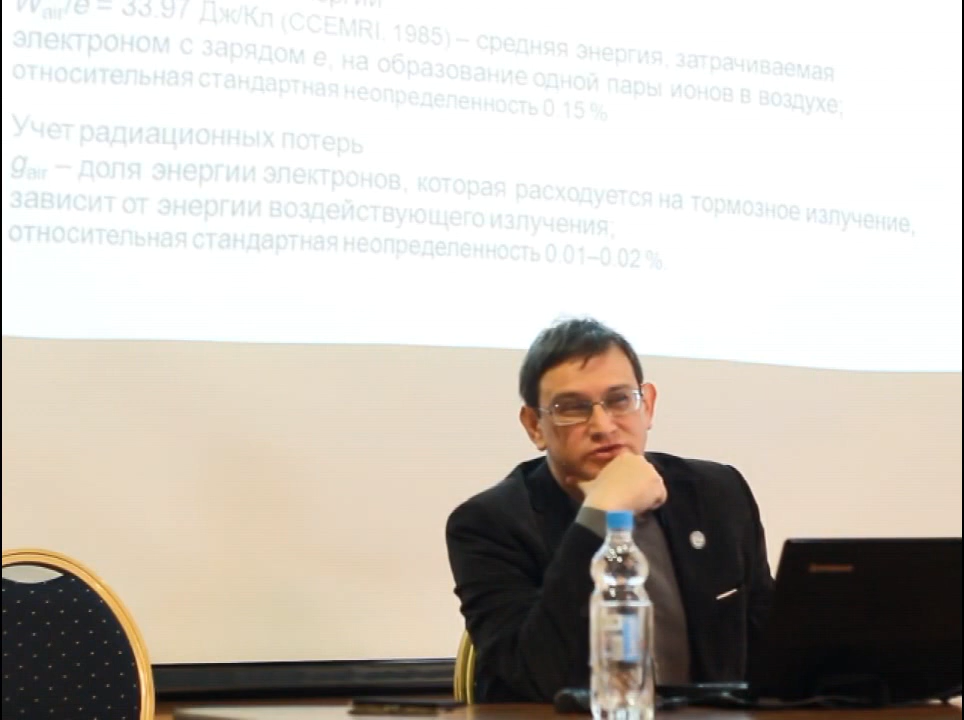 W air/e = 33.97 Дж/Кл (CCEMRI, 1985) – средняя энергия, затрачиваемая
электроном с зарядом e, на образование одной пары ионов в воздухе;
относительная стандартная неопределенность 0.15 %
Учет радиационных потерь
gair – доля энергии электронов, которая расходуется на тормозное излучение,
зависит от энергии воздействующего излучения;
относительная стандартная неопределенность 0.01–0.02 %.